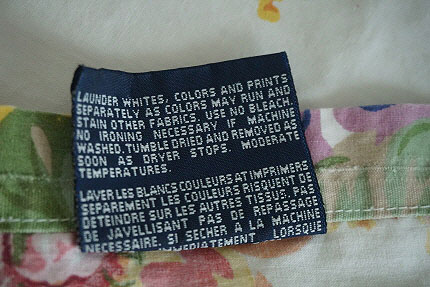 LAUNDER WHITES, COLORS AND PRINTS
SEPARATELY AS COLORS MAY RUN AND
STAIN OTHER FABRICS. USE NO BLEACH.
NO IRONING NECESSARY IF MACHINE
WASHED. TUMBLE DRIED AND REMOVED AS
SOON AS DRYER STOPS. MODERATE
TEMPERATURES.
LAVER LES BLANCS COULEURS AT IMPRIMERS
SEPAREMENT LES COULEURS RISQUENT DE
DETEINDRE SUR LES AUTRES TISSUE, PAS
DE JAVELLISANT PAS DE REPASSAGE
NECESSAIRE, SI SECHER A LA MACHINE
IMMEDIATEMENT LORSQUE